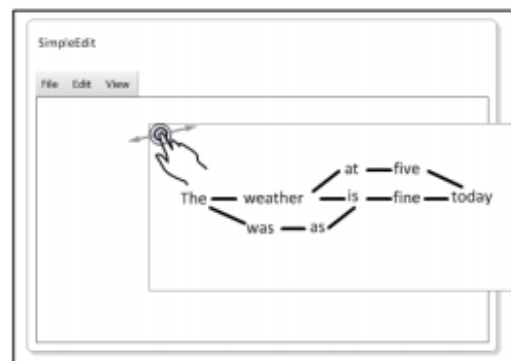 SimpleEdit
File Edit View
at five
The weather is fine today
was as